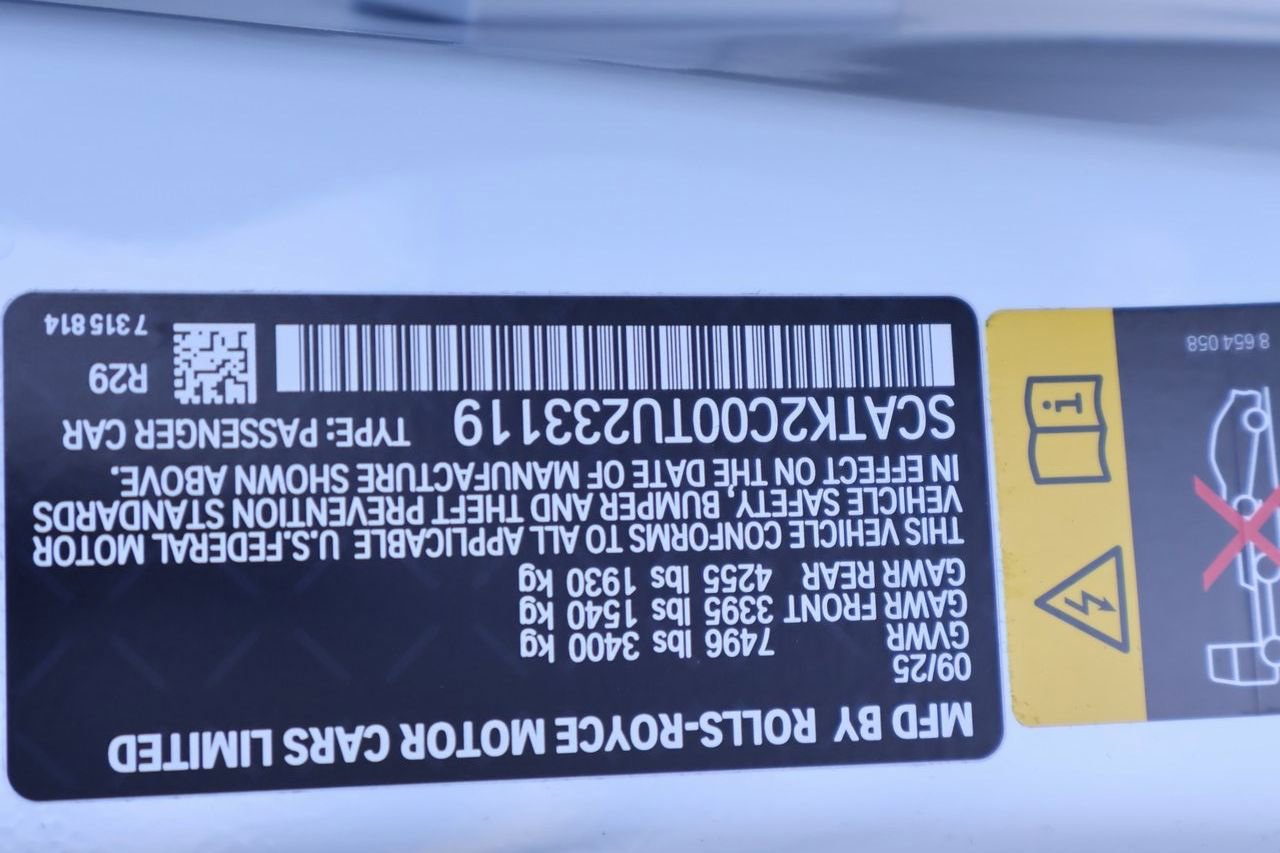 MFD BY ROLLS-ROYCE MOTOR CARS LIMITED
09/25
GVWR 7496 lbs 3400 kg
GAWR FRONT 3395 lbs 1540 kg
GAWR REAR 4255 lbs 1930 kg
THIS VEHICLE CONFORMS TO ALL APPLICABLE U.S.FEDERAL MOTOR
VEHICLE SAFETY, BUMPER AND THEFT PREVENTION STANDARDS
IN EFFECT ON THE DATE OF MANUFACTURE SHOWN ABOVE.
SCATK2C00TU233119 TYPE: PASSENGER CAR
R29
7315 814
8 654 058